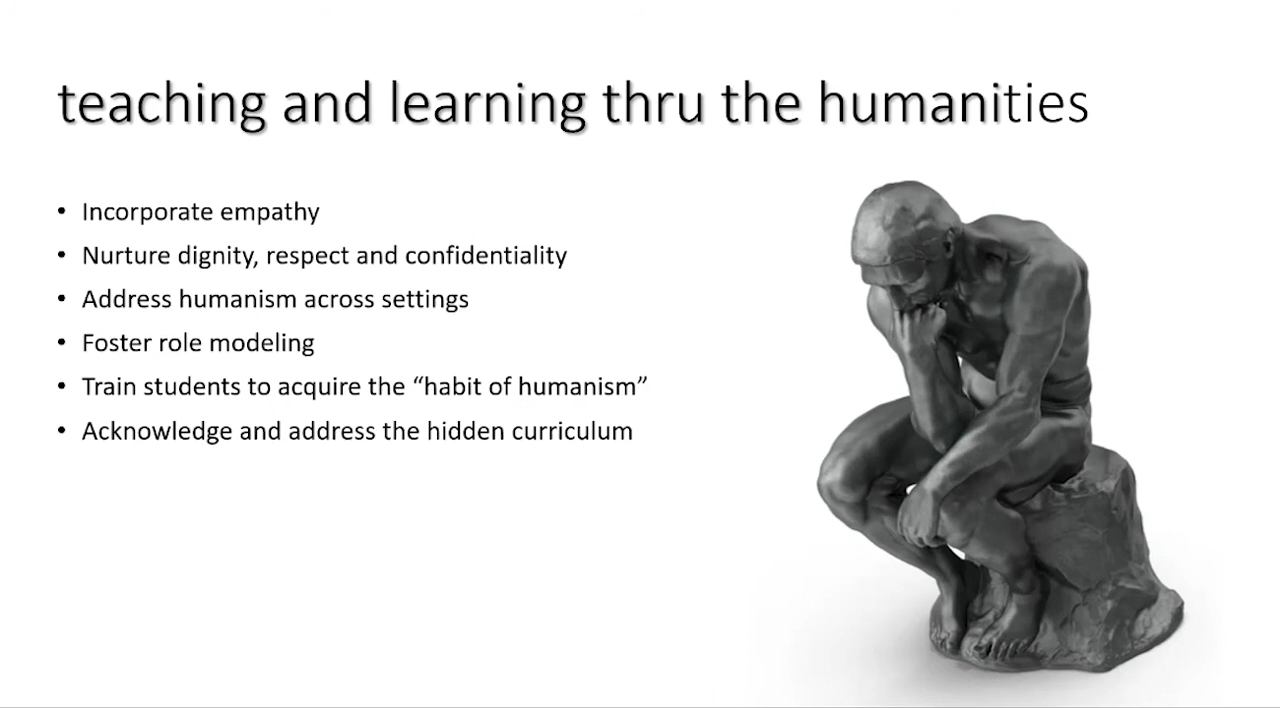 teaching and learning thru the humanities
• Incorporate empathy
• Nurture dignity, respect and confidentiality
• Address humanism across settings
• Foster role modeling
• Train students to acquire the “habit of humanism”
• Acknowledge and address the hidden curriculum